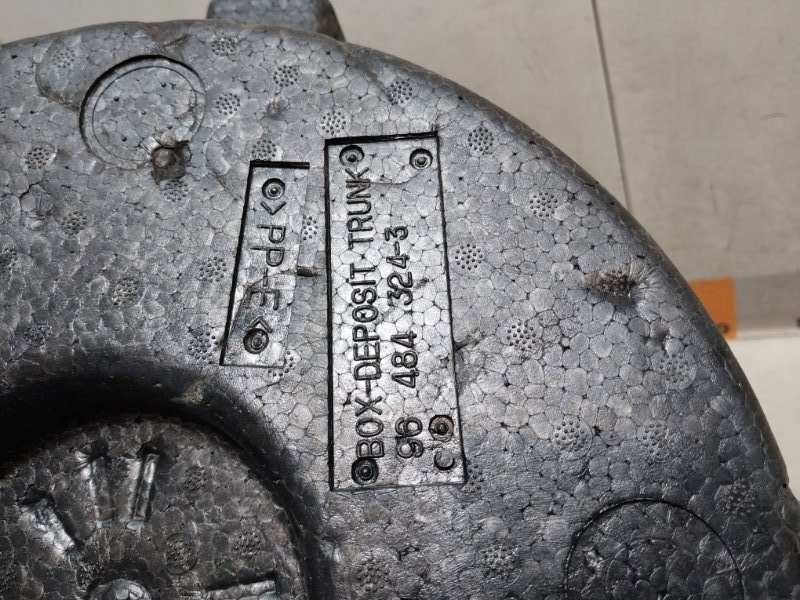 >PP-E<
BOX-DEPOSIT TRUNK
96 484 324-3
C